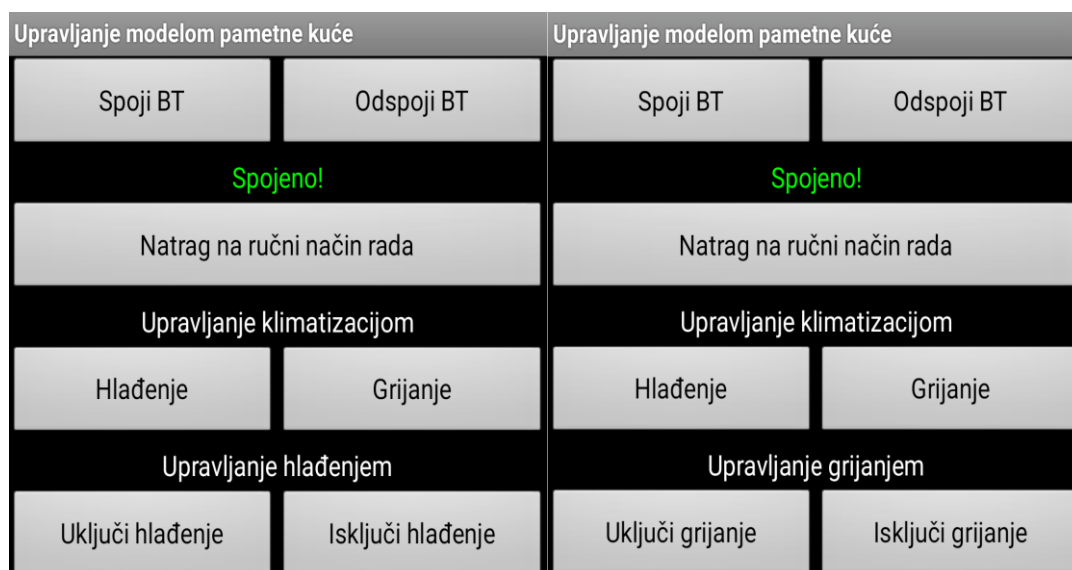 Upravljanje modelom pametne kuće
Spoji BT
Odspoji BT
Spojeno!
Natrag na ručni način rada
Upravljanje klimatizacijom
Hlađenje
Grijanje
Upravljanje hlađenjem
Uključi hlađenje
Isključi hlađenje
Upravljanje modelom pametne kuće
Spoji BT
Odspoji BT
Spojeno!
Natrag na ručni način rada
Upravljanje klimatizacijom
Hlađenje
Grijanje
Upravljanje grijanjem
Uključi grijanje
Isključi grijanje